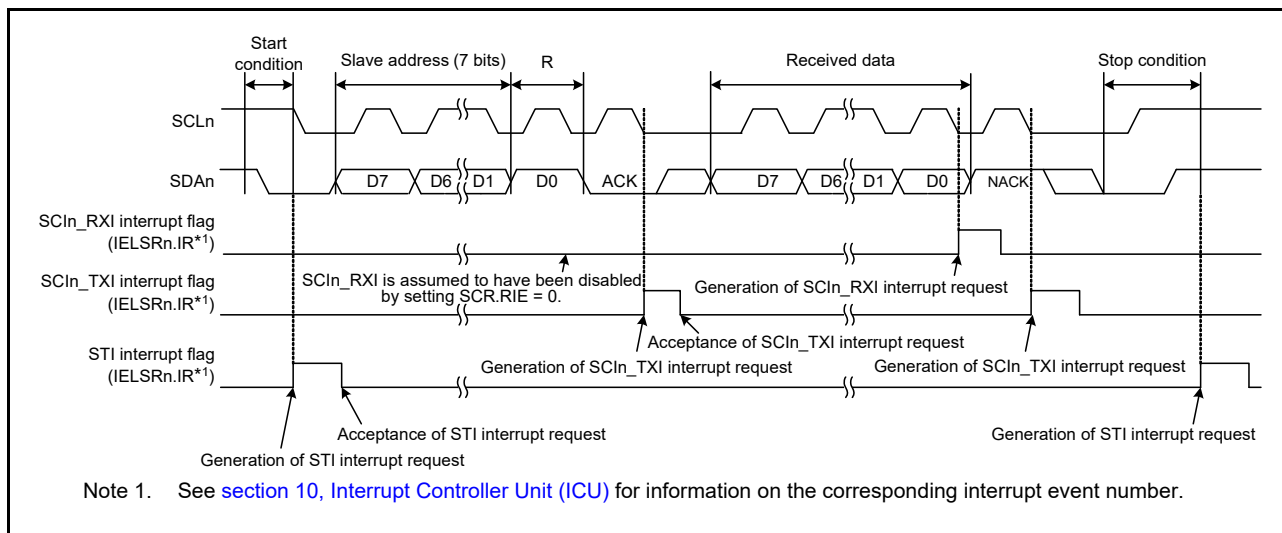 Start
condition
Slave address (7 bits)
R
Received data
Stop condition
SCLn
SDAn
D7
D6
D1
D0
ACK
D7
D6
D1
D0
NACK
SCIn_RXI interrupt flag
(IELSRn.IR*1)
SCIn_RXI is assumed to have been disabled
by setting SCR.RIE = 0.
Generation of SCIn_RXI interrupt request
SCIn_TXI interrupt flag
(IELSRn.IR*1)
Acceptance of SCIn_TXI interrupt request
Generation of SCIn_TXI interrupt request
Generation of SCIn_TXI interrupt request
STI interrupt flag
(IELSRn.IR*1)
Acceptance of STI interrupt request
Generation of STI interrupt request
Generation of STI interrupt request
Note 1. See section 10, Interrupt Controller Unit (ICU) for information on the corresponding interrupt event number.